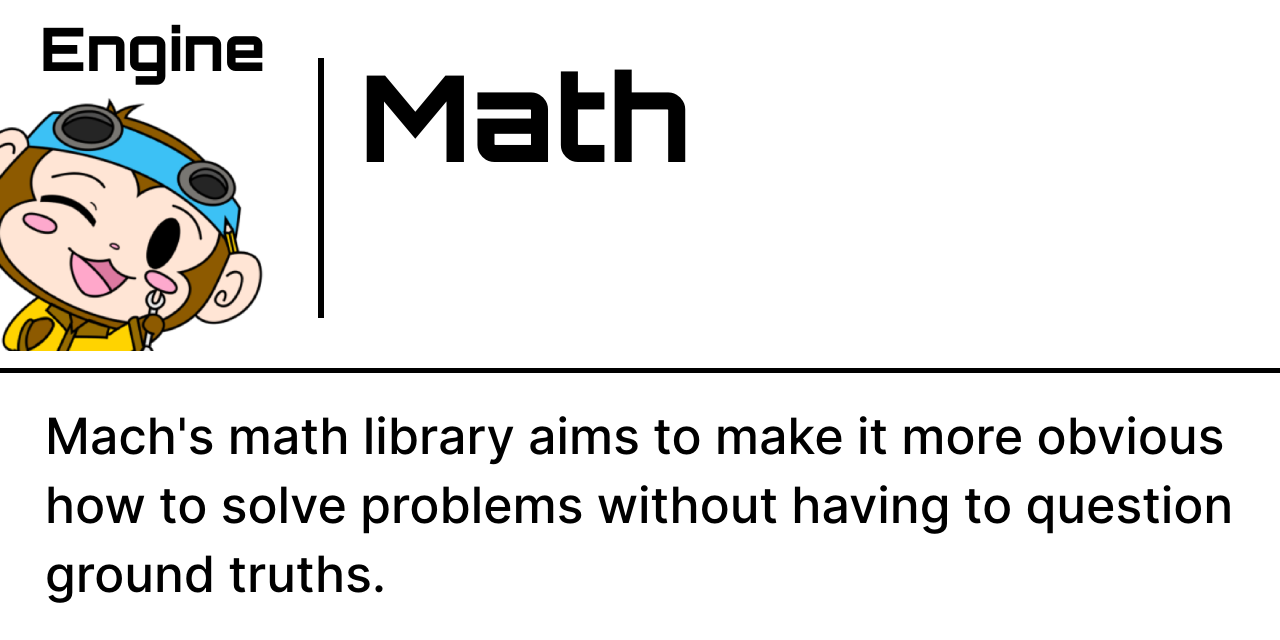 Engine
Math
Mach's math library aims to make it more obvious
how to solve problems without having to question
ground truths.